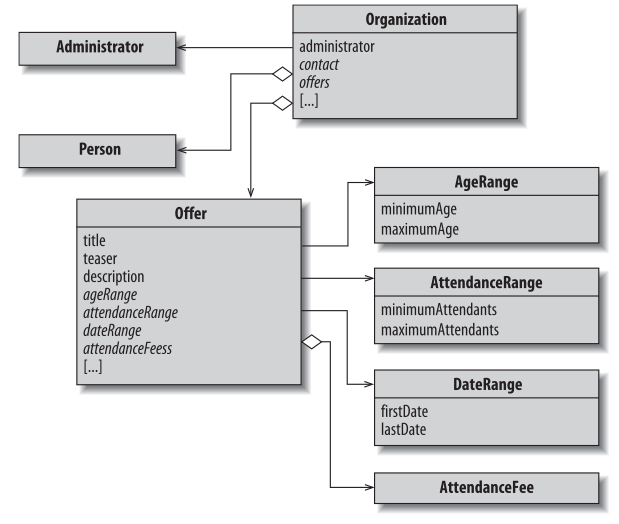 Organization
administrator
contact
offers
[...]
Administrator
Person
Offer
title
teaser
description
ageRange
attendanceRange
dateRange
attendanceFeess
[...]
AgeRange
minimumAge
maximumAge
AttendanceRange
minimumAttendants
maximumAttendants
DateRange
firstDate
lastDate
AttendanceFee